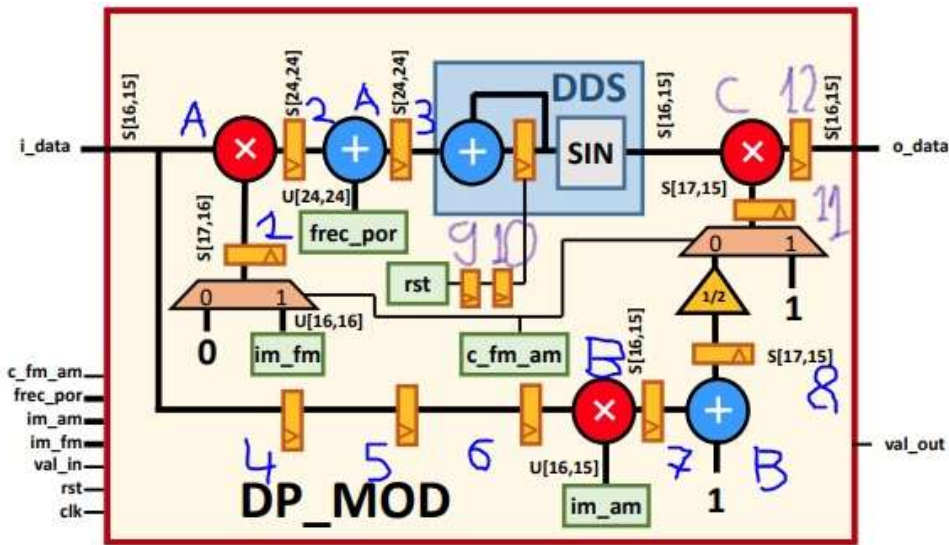 S[16,15]
S[24,24]
S[24,24]
DDS
S[16,15]
S[16,15]
A
2
A
3
C
12
i_data
×
+
+
SIN
×
o_data
S[17,16]
U[24,24]
S[17,15]
1
frec_por
9 10
11
0 1
rst
0 1
U[16,16]
1/2
1
0
im_fm
c_fm_am
B
S[16,15]
S[17,15]
c_fm_am
frec_por
im_am
im_fm
val_in
rst
clk
×
+
8
4
5
6
7
B
U[16,15]
im_am
1
val_out
DP_MOD